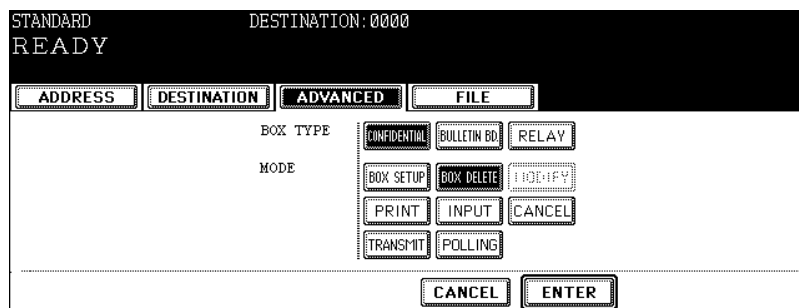 STANDARD DESTINATION:0000
READY
ADDRESS DESTINATION ADVANCED FILE
BOX TYPE CONFIDENTIAL BULLETIN BD. RELAY
MODE BOX SETUP BOX DELETE MODIFY
PRINT INPUT CANCEL
TRANSMIT POLLING
CANCEL ENTER